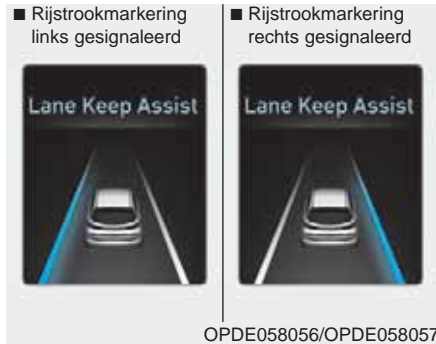 ■ Rijstrookmarkering
links gesignaleerd
Lane Keep Assist
■ Rijstrookmarkering
rechts gesignaleerd
Lane Keep Assist
OPDE058056/OPDE058057